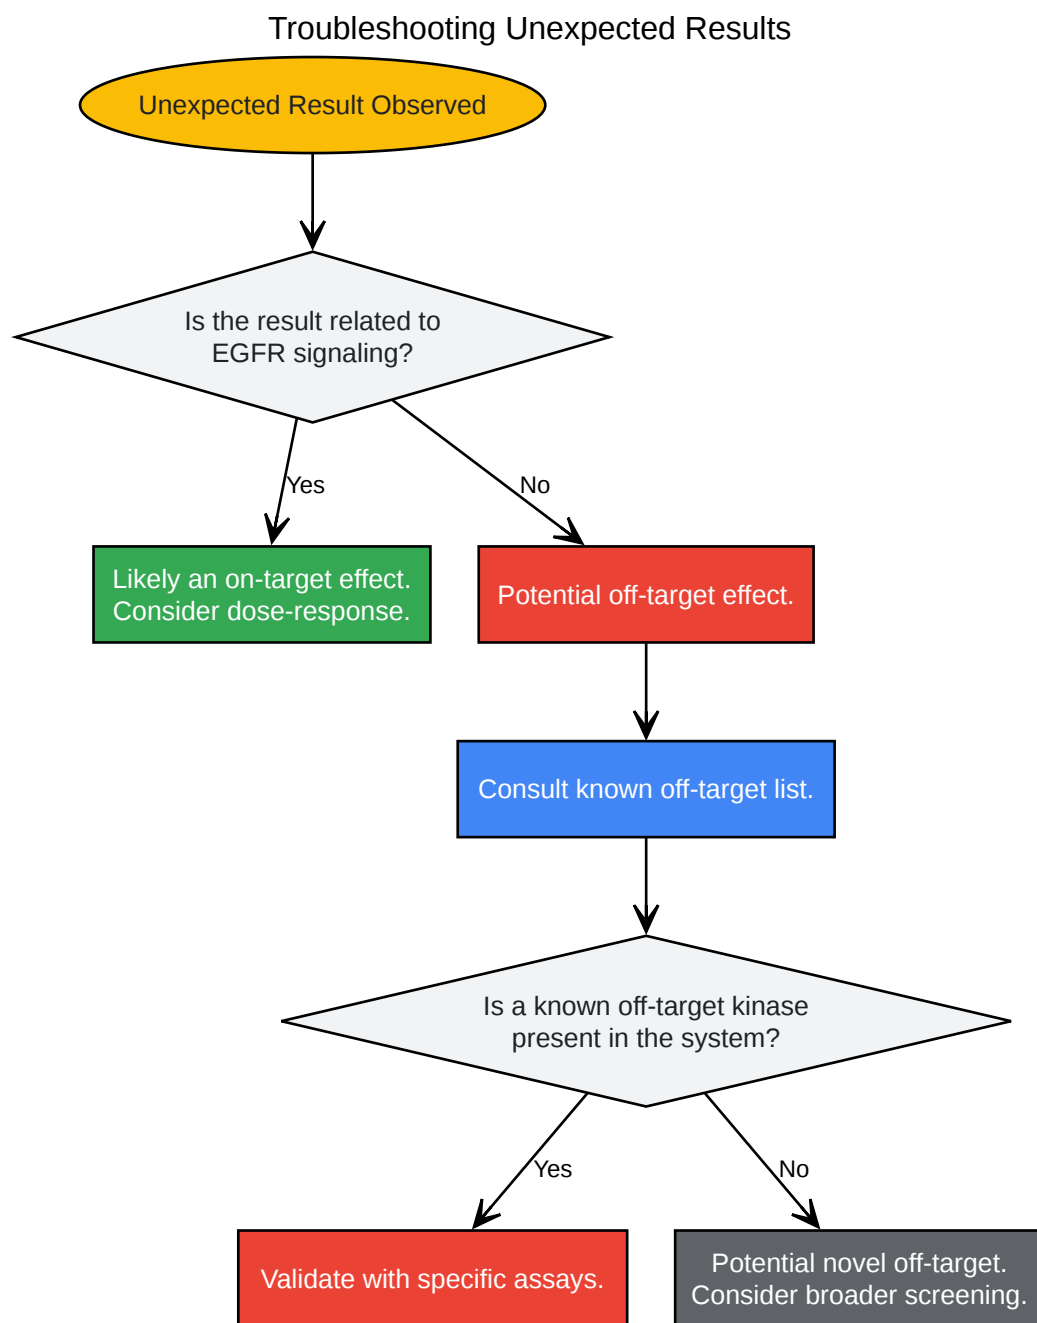 Troubleshooting Unexpected Results
Unexpected Result Observed
Is the result related to
EGFR signaling?
Yes
No
Likely an on-target effect.
Consider dose-response.
Potential off-target effect.
Consult known off-target list.
Is a known off-target kinase
present in the system?
Yes
No
Validate with specific assays.
Potential novel off-target.
Consider broader screening.